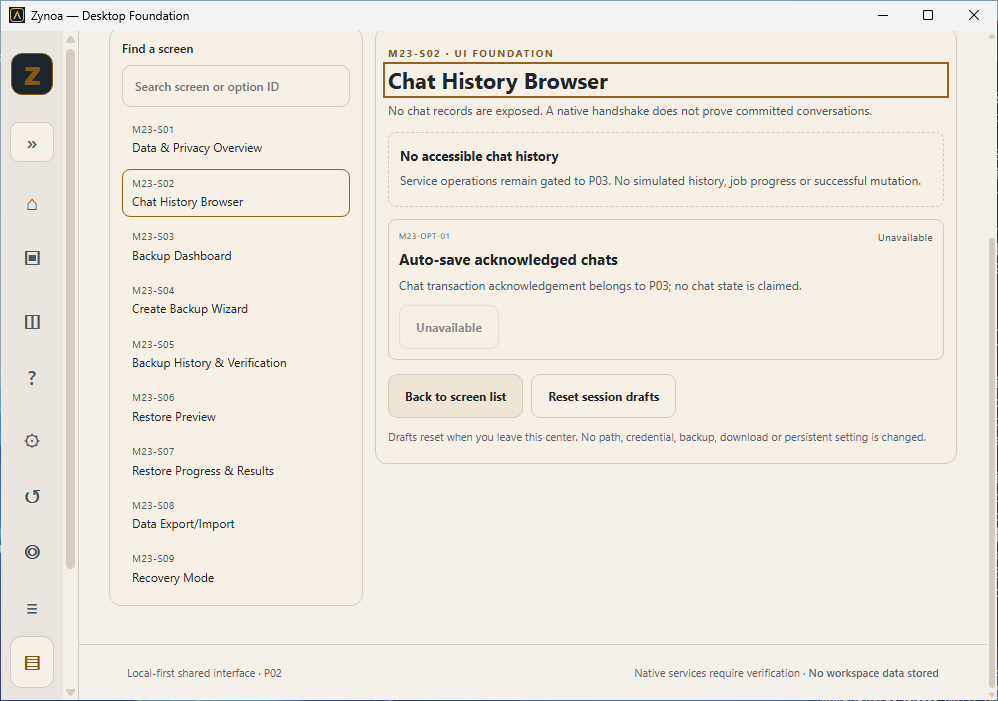 Zynoa — Desktop Foundation
Z
»
?
Find a screen
Search screen or option ID
M23-S01
Data & Privacy Overview
M23-S02
Chat History Browser
M23-S03
Backup Dashboard
M23-S04
Create Backup Wizard
M23-S05
Backup History & Verification
M23-S06
Restore Preview
M23-S07
Restore Progress & Results
M23-S08
Data Export/Import
M23-S09
Recovery Mode
M23-S02 • UI FOUNDATION
Chat History Browser
No chat records are exposed. A native handshake does not prove committed conversations.
No accessible chat history
Service operations remain gated to P03. No simulated history, job progress or successful mutation.
M23-OPT-01
Unavailable
Auto-save acknowledged chats
Chat transaction acknowledgement belongs to P03; no chat state is claimed.
Unavailable
Back to screen list
Reset session drafts
Drafts reset when you leave this center. No path, credential, backup, download or persistent setting is changed.
Local-first shared interface · P02
Native services require verification · No workspace data stored